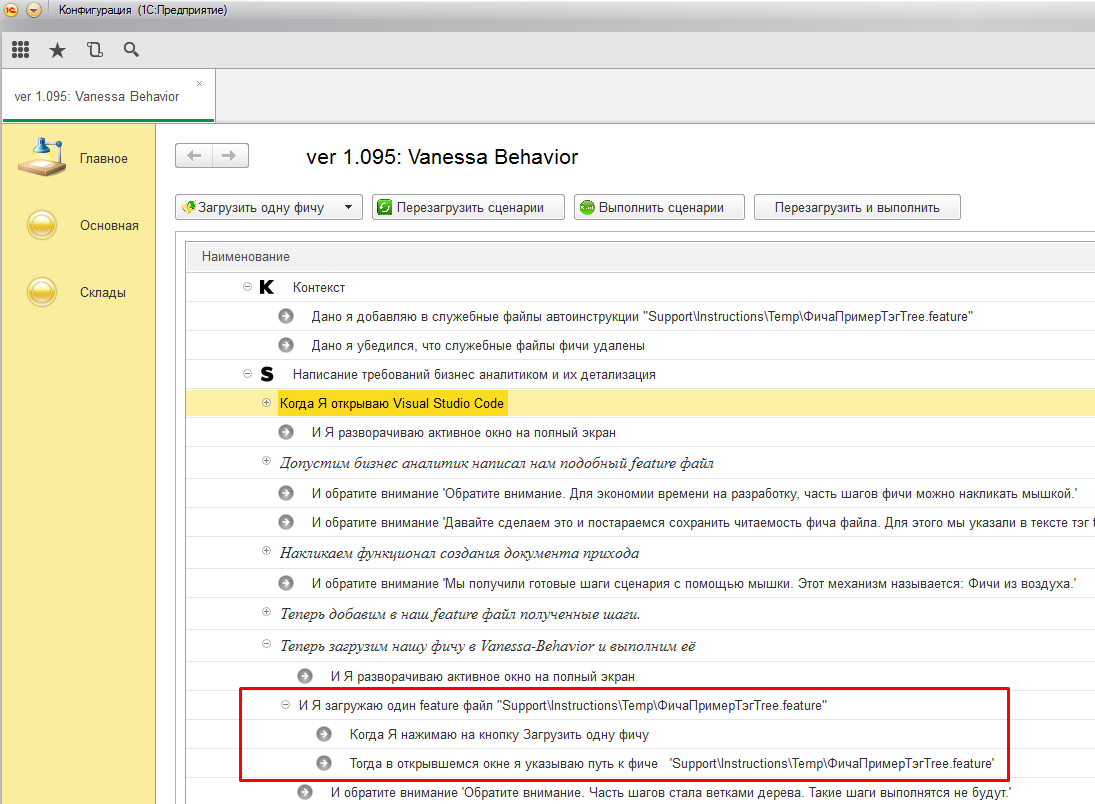 Конфигурация (1С:Предприятие)
ver 1.095: Vanessa Behavior
Главное
Основная
Склады
ver 1.095: Vanessa Behavior
Загрузить одну фичу
Перезагрузить сценарии
Выполнить сценарии
Перезагрузить и выполнить
Наименование
K Контекст
Дано я добавляю в служебные файлы автоинструкции "Support\Instructions\Temp\ФичаПримерТэгTree.feature"
Дано я убедился, что служебные файлы фичи удалены
S Написание требований бизнес аналитиком и их детализация
Когда Я открываю Visual Studio Code
И Я разворачиваю активное окно на полный экран
Допустим бизнес аналитик написал нам подобный feature файл
И обратите внимание 'Обратите внимание. Для экономии времени на разработку, часть шагов фичи можно накликать мышкой.'
И обратите внимание 'Давайте сделаем это и постараемся сохранить читаемость фича файла. Для этого мы указали в тексте тэг
Накликаем функционал создания документа прихода
И обратите внимание 'Мы получили готовые шаги сценария с помощью мышки. Этот механизм называется: Фичи из воздуха.'
Теперь добавим в наш feature файл полученные шаги.
Теперь загрузим нашу фичу в Vanessa-Behavior и выполним её
И Я разворачиваю активное окно на полный экран
И Я загружаю один feature файл "Support\Instructions\Temp\ФичаПримерТэгTree.feature"
Когда Я нажимаю на кнопку Загрузить одну фичу
Тогда в открывшемся окне я указываю путь к фиче 'Support\Instructions\Temp\ФичаПримерТэгTree.feature'
И обратите внимание 'Обратите внимание. Часть шагов стала ветками дерева. Такие шаги выполнятся не будут.'